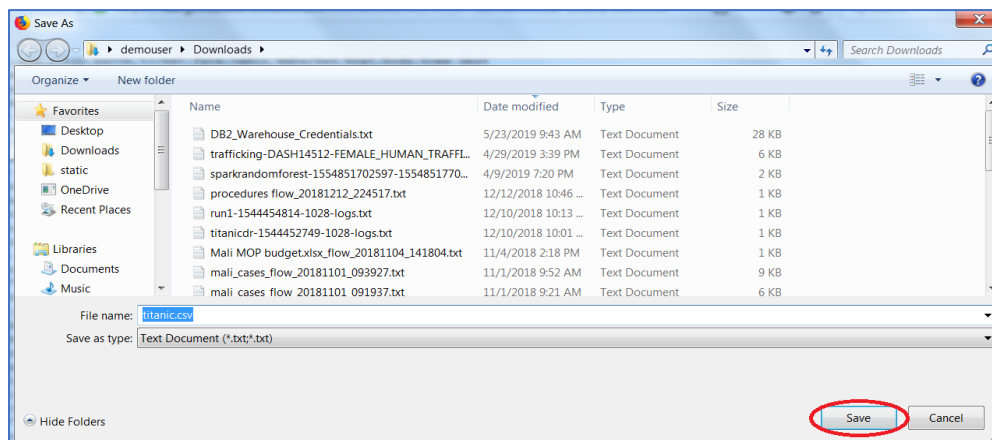 Save As
demouser Downloads
Search Downloads
Organize New folder
Favorites
Desktop
Downloads
static
OneDrive
Recent Places
Libraries
Documents
Music
Name Date modified Type Size
DB2_Warehouse_Credentials.txt 5/23/2019 9:43 AM Text Document 28 KB
trafficking-DASH14512-FEMALE_HUMAN_TRAFFI... 4/29/2019 3:39 PM Text Document 6 KB
sparkrandomforest-1554851702597-1554851770... 4/9/2019 7:20 PM Text Document 2 KB
procedures flow_20181212_224517.txt 12/12/2018 10:46 ... Text Document 1 KB
run1-1544454814-1028-logs.txt 12/10/2018 10:13 ... Text Document 1 KB
titanicdr-1544452749-1028-logs.txt 12/10/2018 10:01 ... Text Document 1 KB
Mali MOP budget.xlsx_flow_20181104_141804.txt 11/4/2018 2:18 PM Text Document 1 KB
mali_cases_flow_20181101_093927.txt 11/1/2018 9:52 AM Text Document 9 KB
mali_cases_flow_20181101_091937.txt 11/1/2018 9:21 AM Text Document 6 KB
File name: titanic.csv
Save as type: Text Document (*.txt;*.txt)
Hide Folders
Save
Cancel